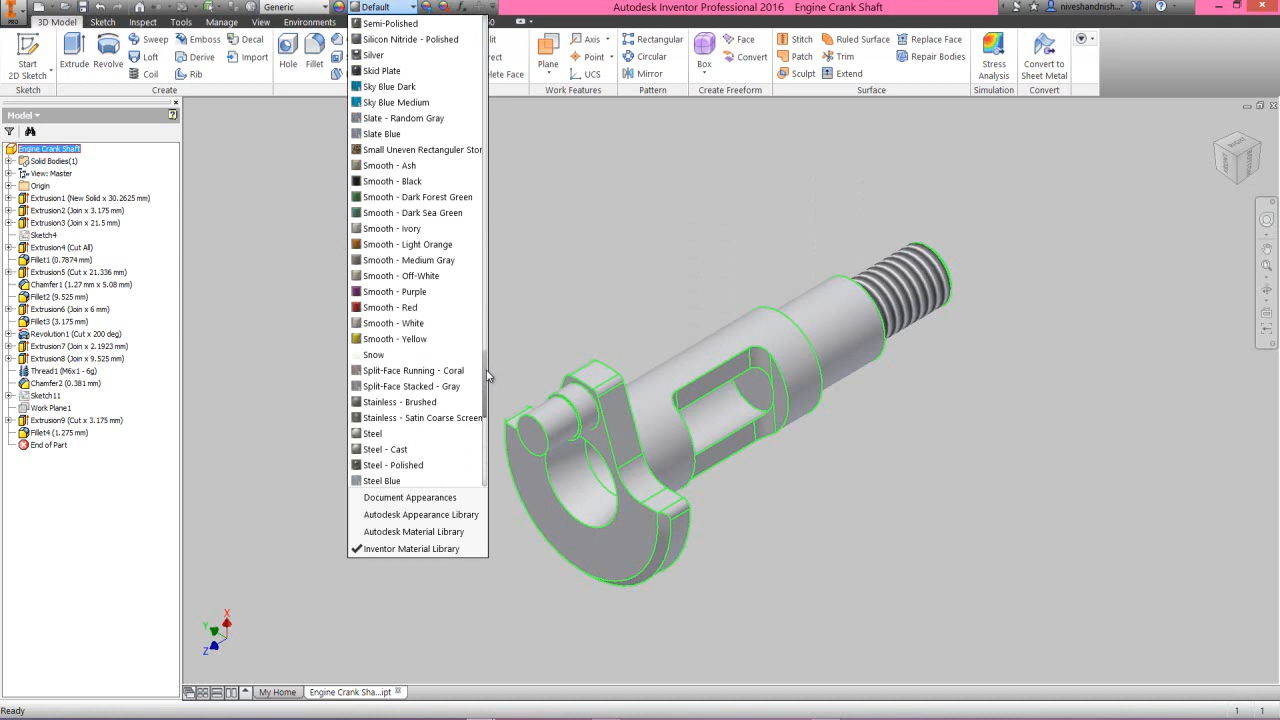 Generic
Default
Autodesk Inventor Professional 2016 Engine Crank Shaft
niveshandnish...
PRO
3D Model
Sketch
Inspect
Tools
View
Environments
Start
2D Sketch
Extrude
Revolve
Sweep
Loft
Coil
Emboss
Derive
Rib
Decal
Import
Hole
Fillet
Sketch
Create
Plane
Axis
Point
UCS
Work Features
Rectangular
Circular
Mirror
Pattern
Box
Face
Convert
Create Freeform
Stitch
Patch
Sculpt
Ruled Surface
Trim
Extend
Replace Face
Repair Bodies
Surface
Stress
Analysis
Simulation
Convert to
Sheet Metal
Convert
lete Face
Model
Engine Crank Shaft
Solid Bodies(1)
View: Master
Origin
Extrusion1 (New Solid x 30.2625 mm)
Extrusion2 (Join x 3.175 mm)
Extrusion3 (Join x 21.5 mm)
Sketch4
Extrusion4 (Cut All)
Fillet1 (0.7874 mm)
Extrusion5 (Cut x 21.336 mm)
Chamfer1 (1.27 mm x 5.08 mm)
Fillet2 (9.525 mm)
Extrusion6 (Join x 6 mm)
Fillet3 (3.175 mm)
Revolution1 (Cut x 200 deg)
Extrusion7 (Join x 2.1923 mm)
Extrusion8 (Join x 9.525 mm)
Thread1 (M6x1 - 6g)
Chamfer2 (0.381 mm)
Sketch11
Work Plane1
Extrusion9 (Cut x 3.175 mm)
Fillet4 (1.275 mm)
End of Part
Semi-Polished
Silicon Nitride - Polished
Silver
Skid Plate
Sky Blue Dark
Sky Blue Medium
Slate - Random Gray
Slate Blue
Small Uneven Rectanguler Stor
Smooth - Ash
Smooth - Black
Smooth - Dark Forest Green
Smooth - Dark Sea Green
Smooth - Ivory
Smooth - Light Orange
Smooth - Medium Gray
Smooth - Off-White
Smooth - Purple
Smooth - Red
Smooth - White
Smooth - Yellow
Snow
Split-Face Running - Coral
Split-Face Stacked - Gray
Stainless - Brushed
Stainless - Satin Coarse Screen
Steel
Steel - Cast
Steel - Polished
Steel Blue
Document Appearances
Autodesk Appearance Library
Autodesk Material Library
Inventor Material Library
RIGHT
X
Y
Z
My Home
Engine Crank Sha...ipt
Ready
1 1